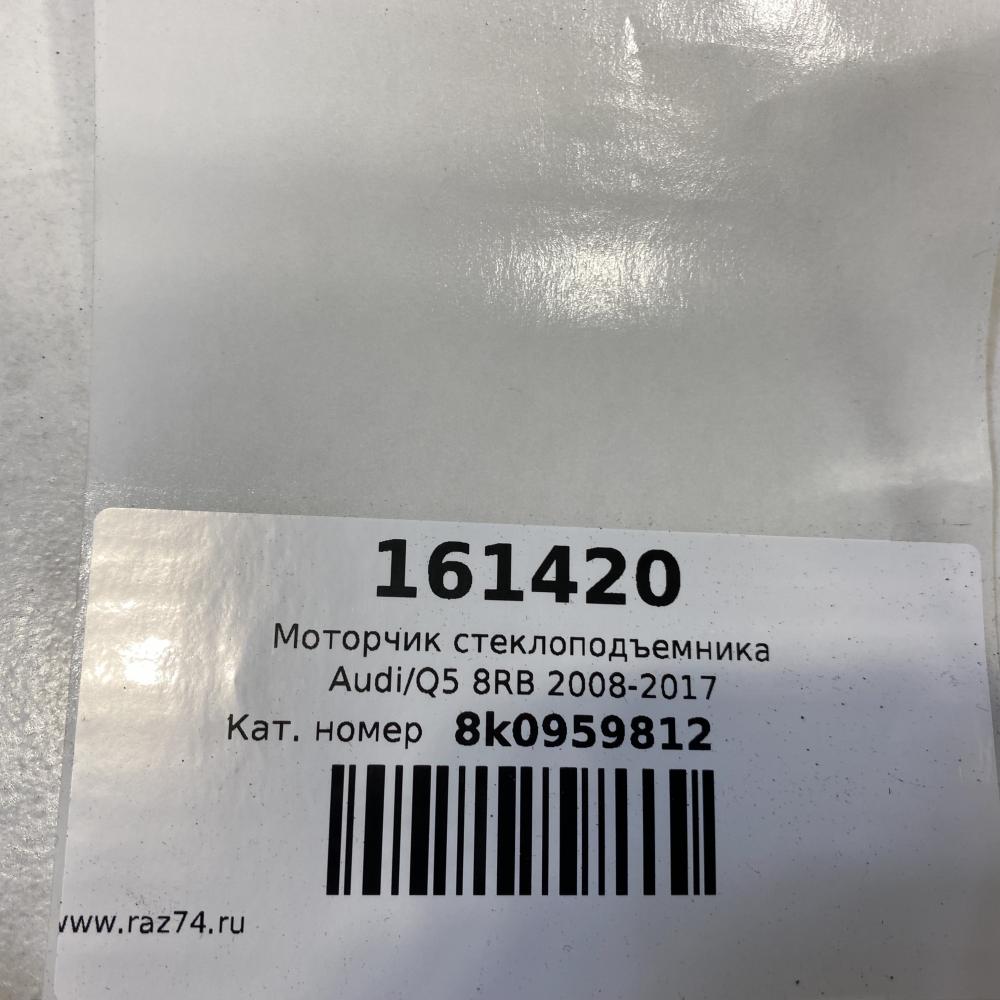 161420
Моторчик стеклоподъемника
Audi/Q5 8RB 2008-2017
Кат. номер 8k0959812
www.raz74.ru